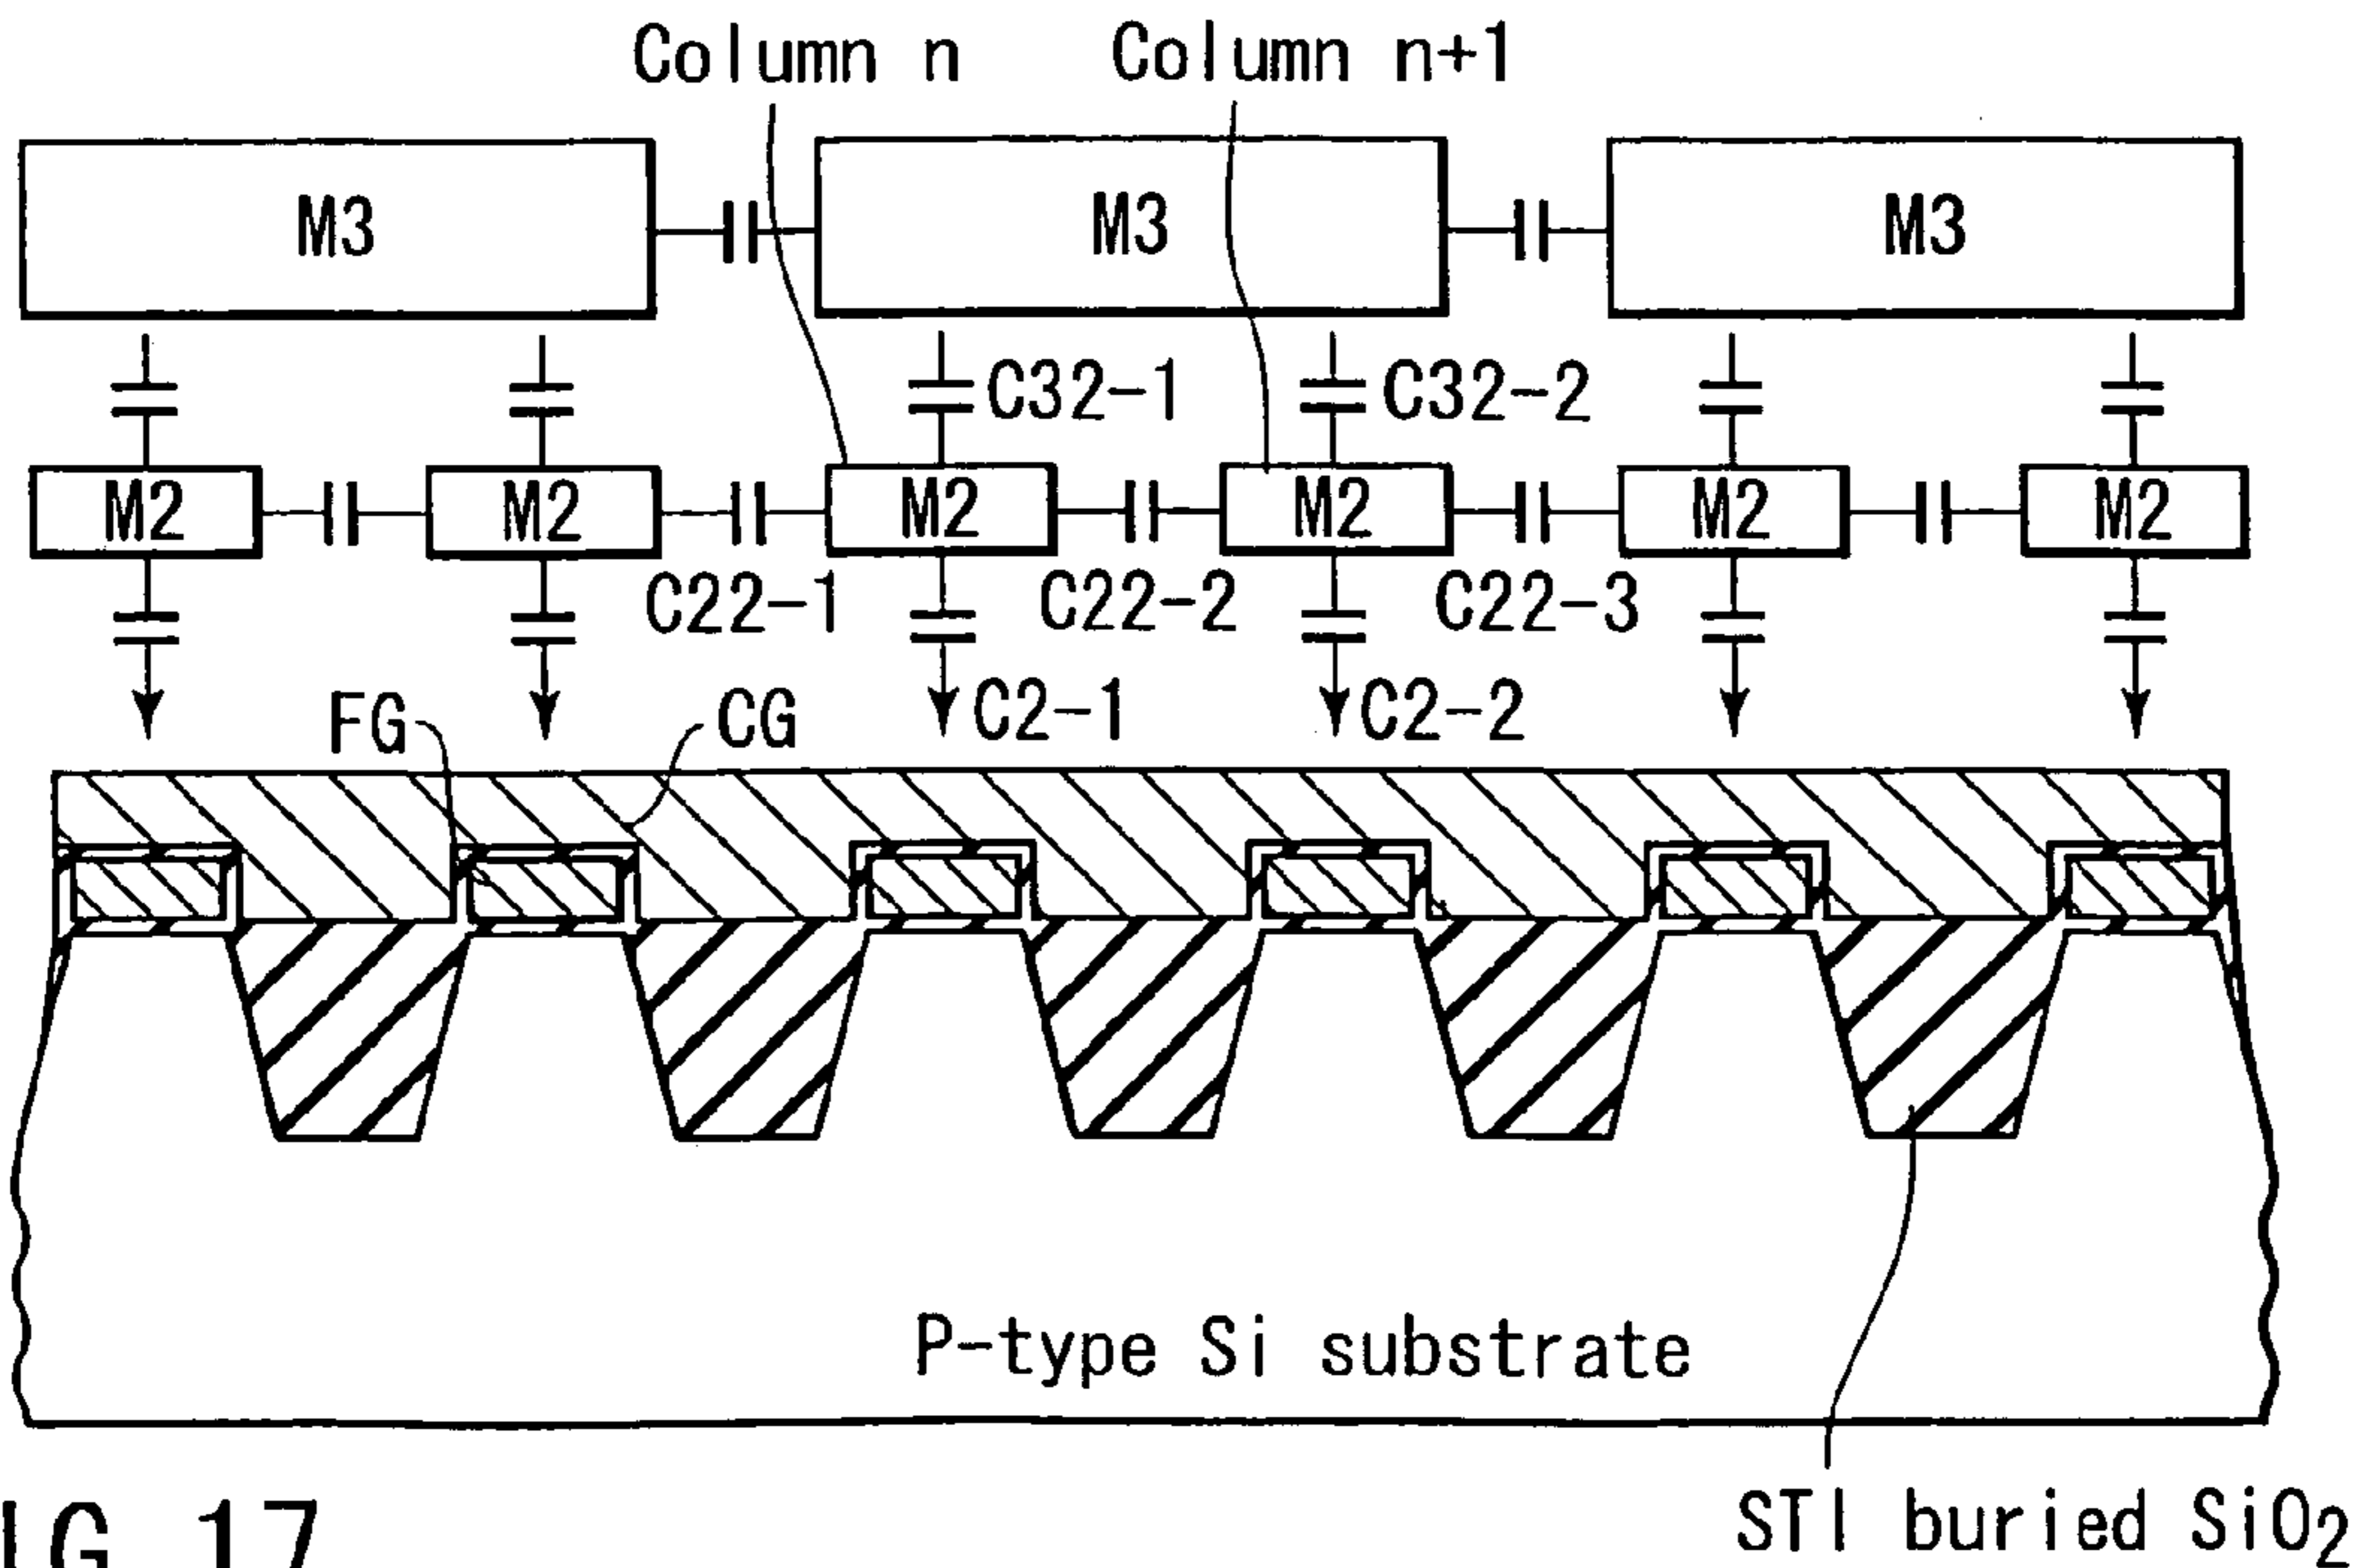 Column n Column n+1
M3 M3 M3
C32-1 C32-2
M2 M2 M2 M2 M2 M2
C22-1 C22-2 C22-3
FG CG C2-1 C2-2
P-type Si substrate
STI buried SiO2
IG 17